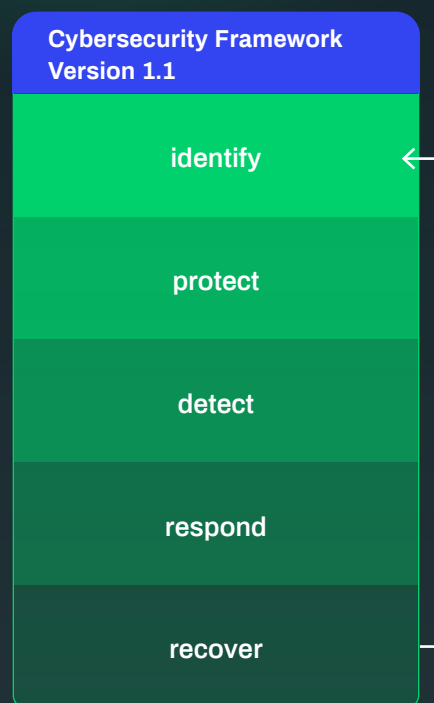 Cybersecurity Framework
Version 1.1
identify
protect
detect
respond
recover